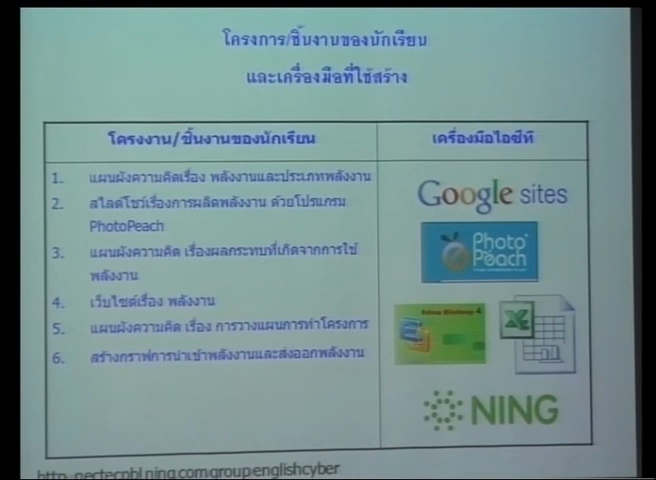 โครงการ/ชิ้นงานของนักเรียน
และเครื่องมือที่ใช้สร้าง
โครงงาน/ชิ้นงานของนักเรียน
เครื่องมือไอซีที
1. แผนผังความคิดเรื่อง พลังงานและประเภทพลังงาน
2. สไลด์โชว์เรื่องการผลิตพลังงาน ด้วยโปรแกรม
PhotoPeach
3. แผนผังความคิด เรื่องผลกระทบที่เกิดจากการใช้
พลังงาน
4. เว็บไซต์เรื่อง พลังงาน
5. แผนผังความคิด เรื่อง การวางแผนการทำโครงการ
6. สร้างกราฟการนำเข้าพลังงานและส่งออกพลังงาน
Google sites
Photo
Peach
NING